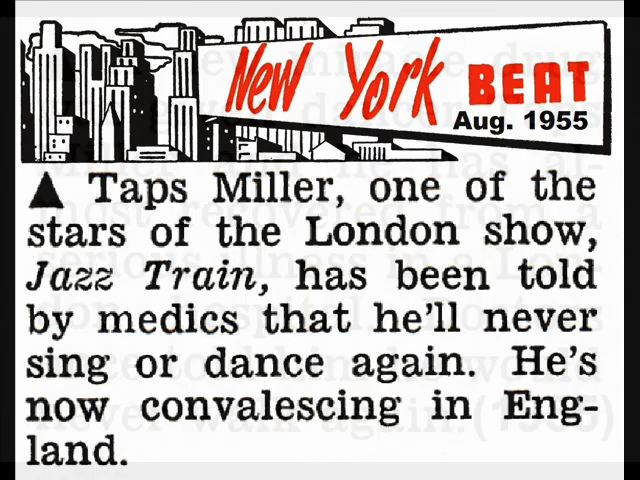 New York BEAT
Aug. 1955
▲ Taps Miller, one of the
stars of the London show,
Jazz Train, has been told
by medics that he'll never
sing or dance again. He's
now convalescing in Eng-
land.